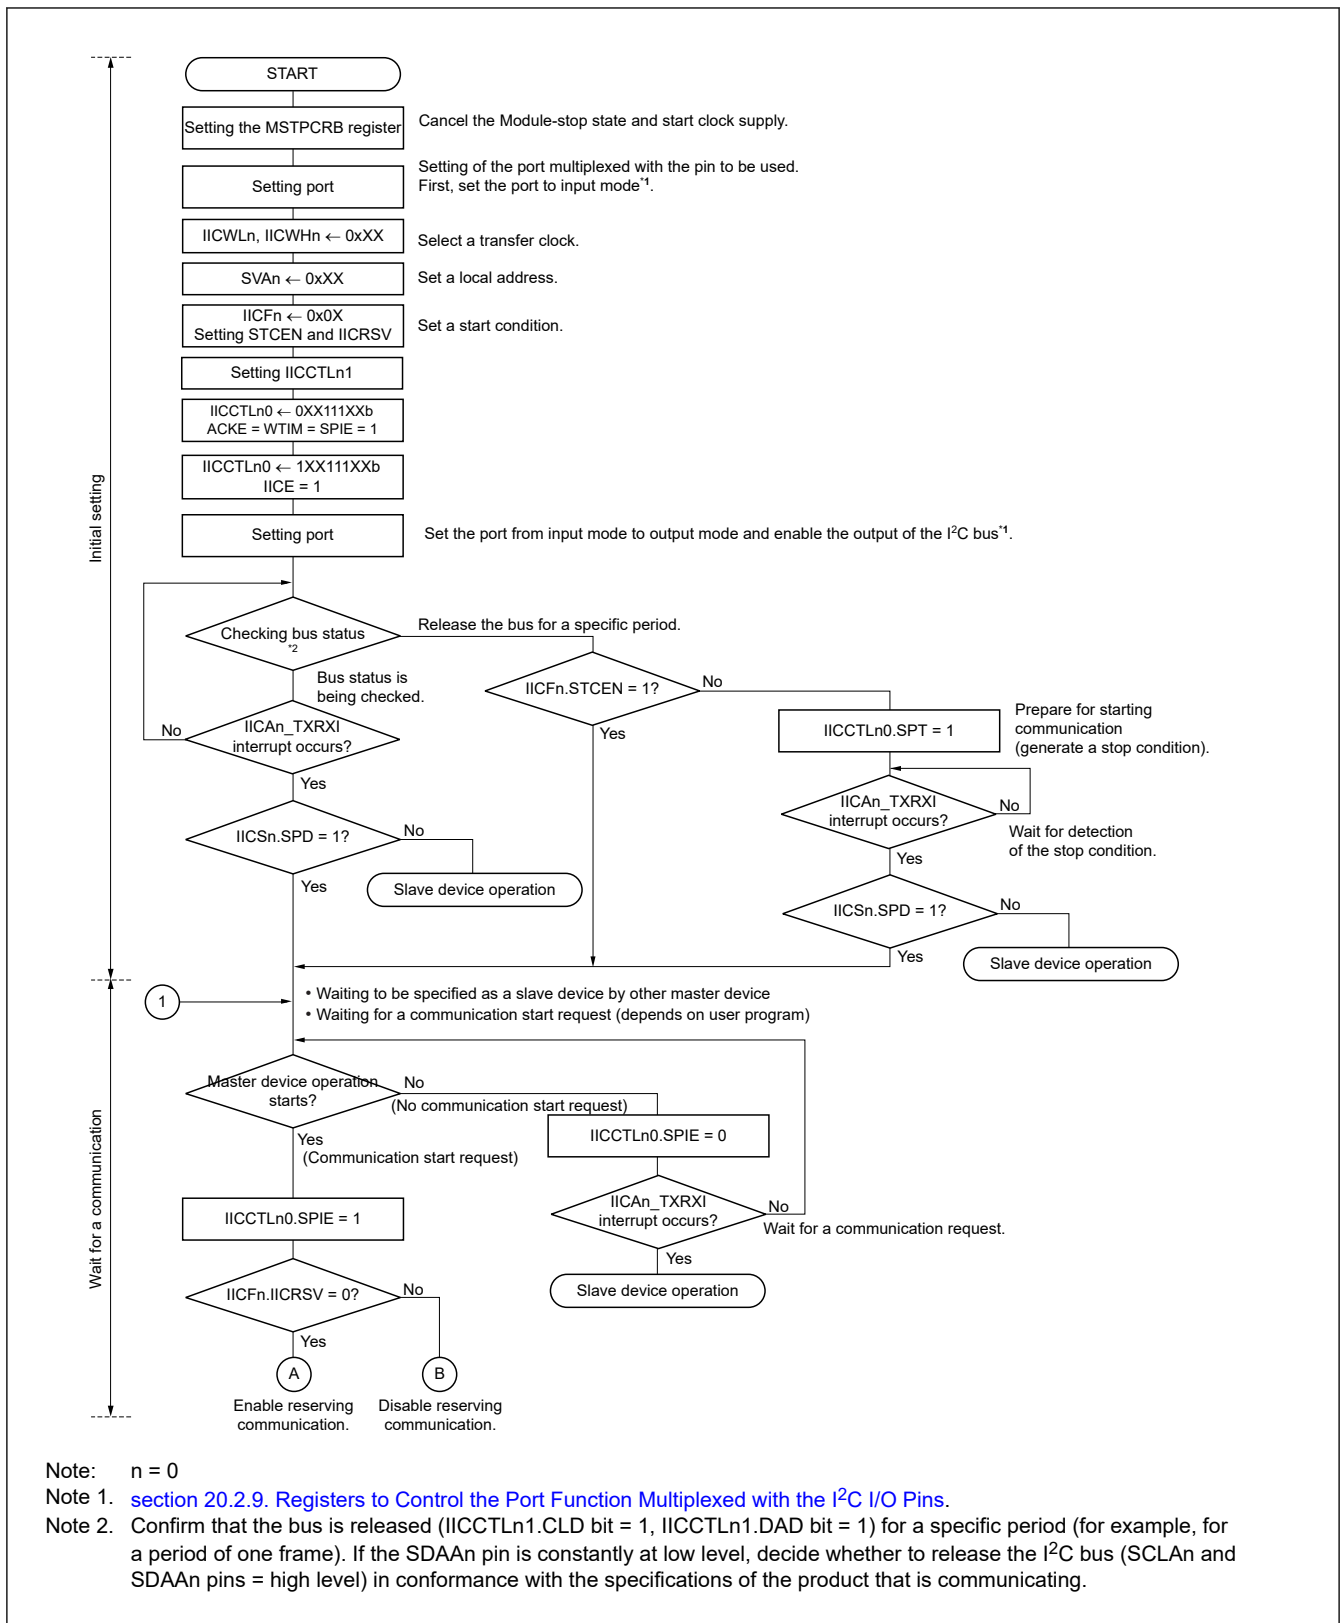 START
Setting the MSTPCRB register
Cancel the Module-stop state and start clock supply.
Setting port
Setting of the port multiplexed with the pin to be used.
First, set the port to input mode*1.
IICWLn, IICWHn ← 0xXX
Select a transfer clock.
SVAn ← 0xXX
Set a local address.
IICFn ← 0x0X
Setting STCEN and IICRSV
Set a start condition.
Setting IICCTLn1
IICCTLn0 ← 0XX111XXb
ACKE = WTIM = SPIE = 1
IICCTLn0 ← 1XX111XXb
IICE = 1
Setting port
Set the port from input mode to output mode and enable the output of the I2C bus*1.
Initial setting
Checking bus status
*2
Release the bus for a specific period.
Bus status is
being checked.
IICFn.STCEN = 1?
No
Yes
IICCTLn0.SPT = 1
Prepare for starting
communication
(generate a stop condition).
No
IICAn_TXRXI
interrupt occurs?
Yes
IICAn_TXRXI
interrupt occurs?
No
Wait for detection
of the stop condition.
Yes
IICSn.SPD = 1?
No
Yes
Slave device operation
IICSn.SPD = 1?
No
Yes
Slave device operation
1
• Waiting to be specified as a slave device by other master device
• Waiting for a communication start request (depends on user program)
Wait for a communication
Master device operation
starts?
No
(No communication start request)
Yes
(Communication start request)
IICCTLn0.SPIE = 0
IICAn_TXRXI
interrupt occurs?
No
Wait for a communication request.
Yes
Slave device operation
IICCTLn0.SPIE = 1
IICFn.IICRSV = 0?
No
Yes
A
B
Enable reserving
communication.
Disable reserving
communication.
Note: n = 0
Note 1. section 20.2.9. Registers to Control the Port Function Multiplexed with the I2C I/O Pins.
Note 2. Confirm that the bus is released (IICCTLn1.CLD bit = 1, IICCTLn1.DAD bit = 1) for a specific period (for example, for
a period of one frame). If the SDAAn pin is constantly at low level, decide whether to release the I2C bus (SCLAn and
SDAAn pins = high level) in conformance with the specifications of the product that is communicating.